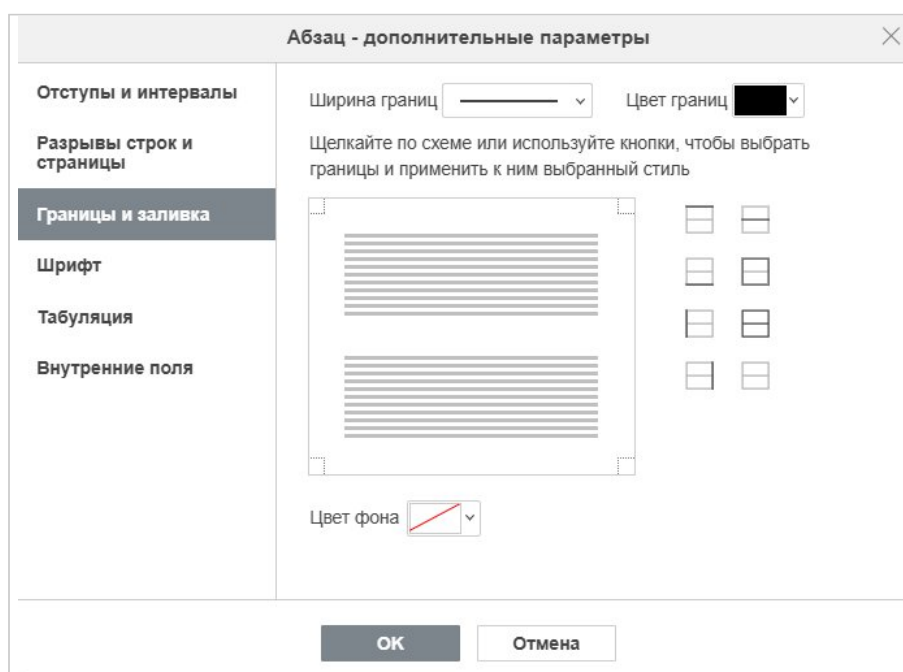 Абзац - дополнительные параметры
Отступы и интервалы
Разрывы строк и
страницы
Границы и заливка
Шрифт
Табуляция
Внутренние поля
Ширина границ
Цвет границ
Щелкайте по схеме или используйте кнопки, чтобы выбрать
границы и применить к ним выбранный стиль
Цвет фона
OK
Отмена